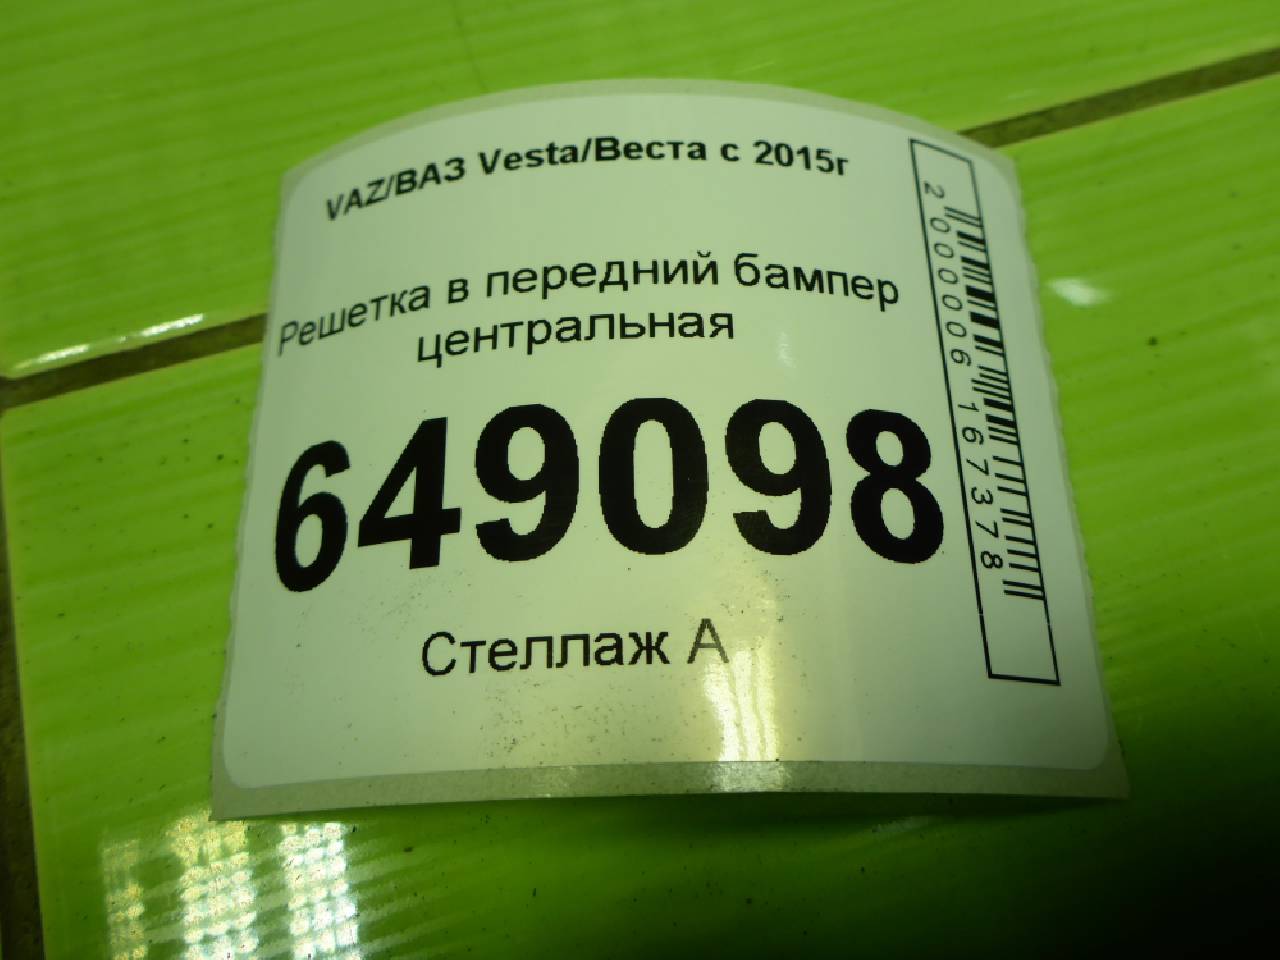 VAZ/ВАЗ Vesta/Веста с 2015г
Решетка в передний бампер
центральная
649098
Стеллаж А
2000006167378